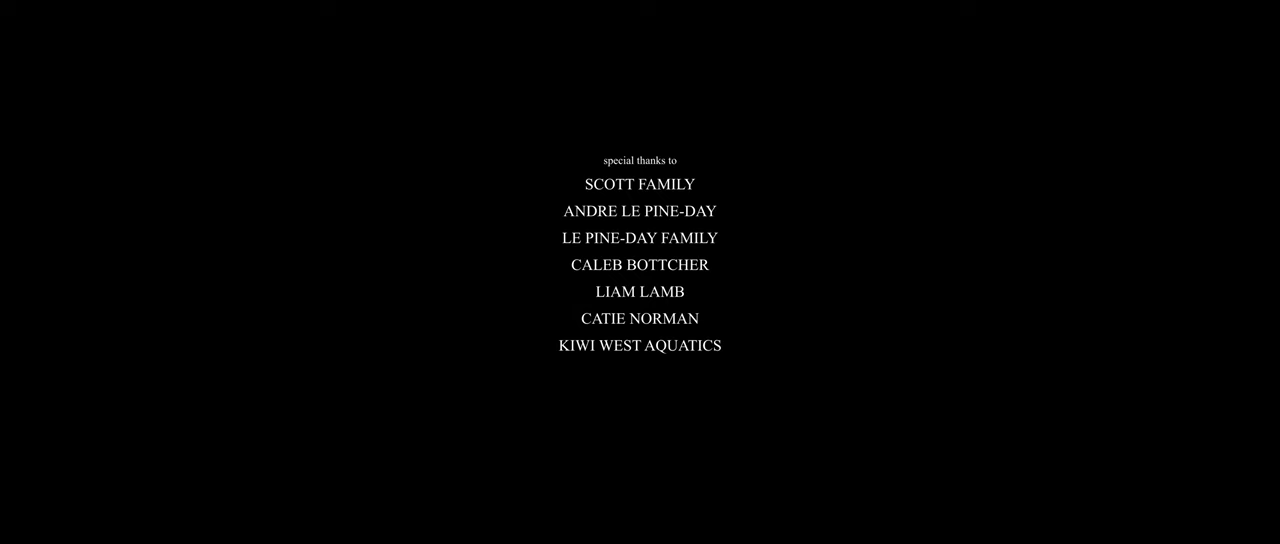 special thanks to
SCOTT FAMILY
ANDRE LE PINE-DAY
LE PINE-DAY FAMILY
CALEB BOTTCHER
LIAM LAMB
CATIE NORMAN
KIWI WEST AQUATICS